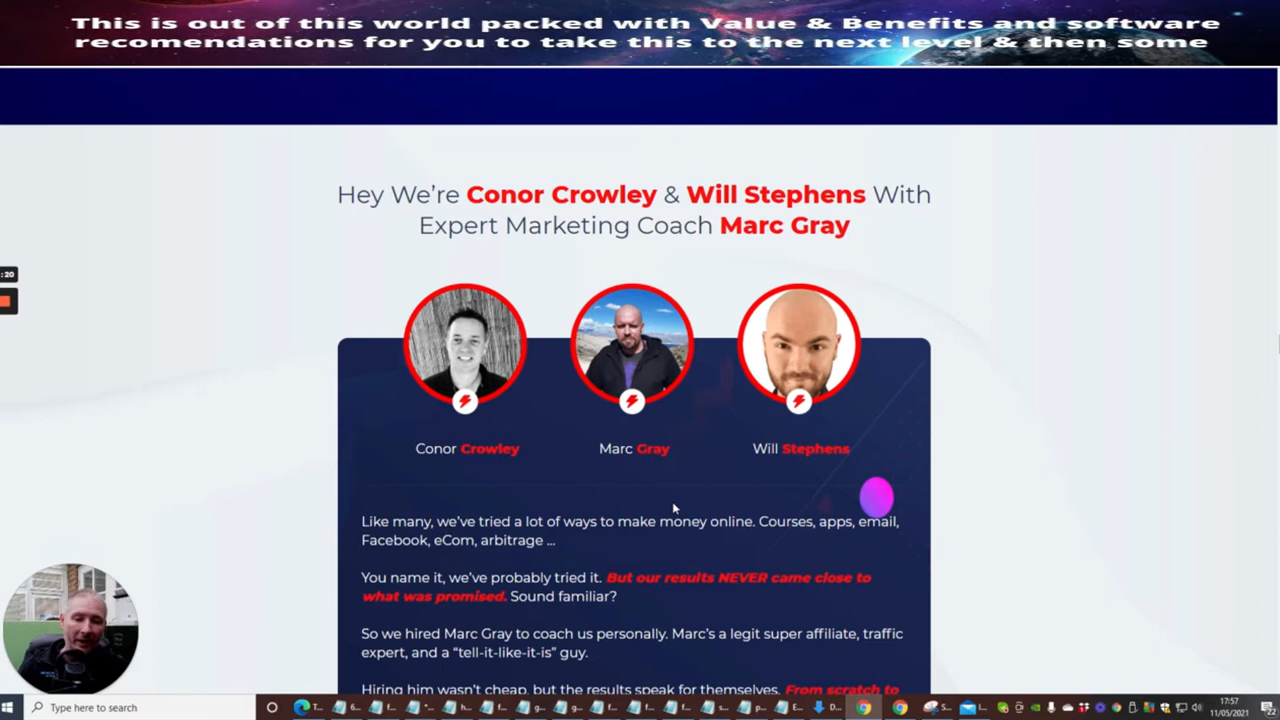 This is out of this world packed with Value & Benefits and software
recomendations for you to take this to the next level & then some
Hey We're Conor Crowley & Will Stephens With
Expert Marketing Coach Marc Gray
:20
Conor Crowley
Marc Gray
Will Stephens
Like many, we've tried a lot of ways to make money online. Courses, apps, email,
Facebook, eCom, arbitrage ...
You name it, we've probably tried it. But our results NEVER came close to
what was promised. Sound familiar?
So we hired Marc Gray to coach us personally. Marc's a legit super affiliate, traffic
expert, and a “tell-it-like-it-is” guy.
Hiring him wasn't cheap, but the results speak for themselves. From scratch to
Type here to search
17:57
11/05/2021
22